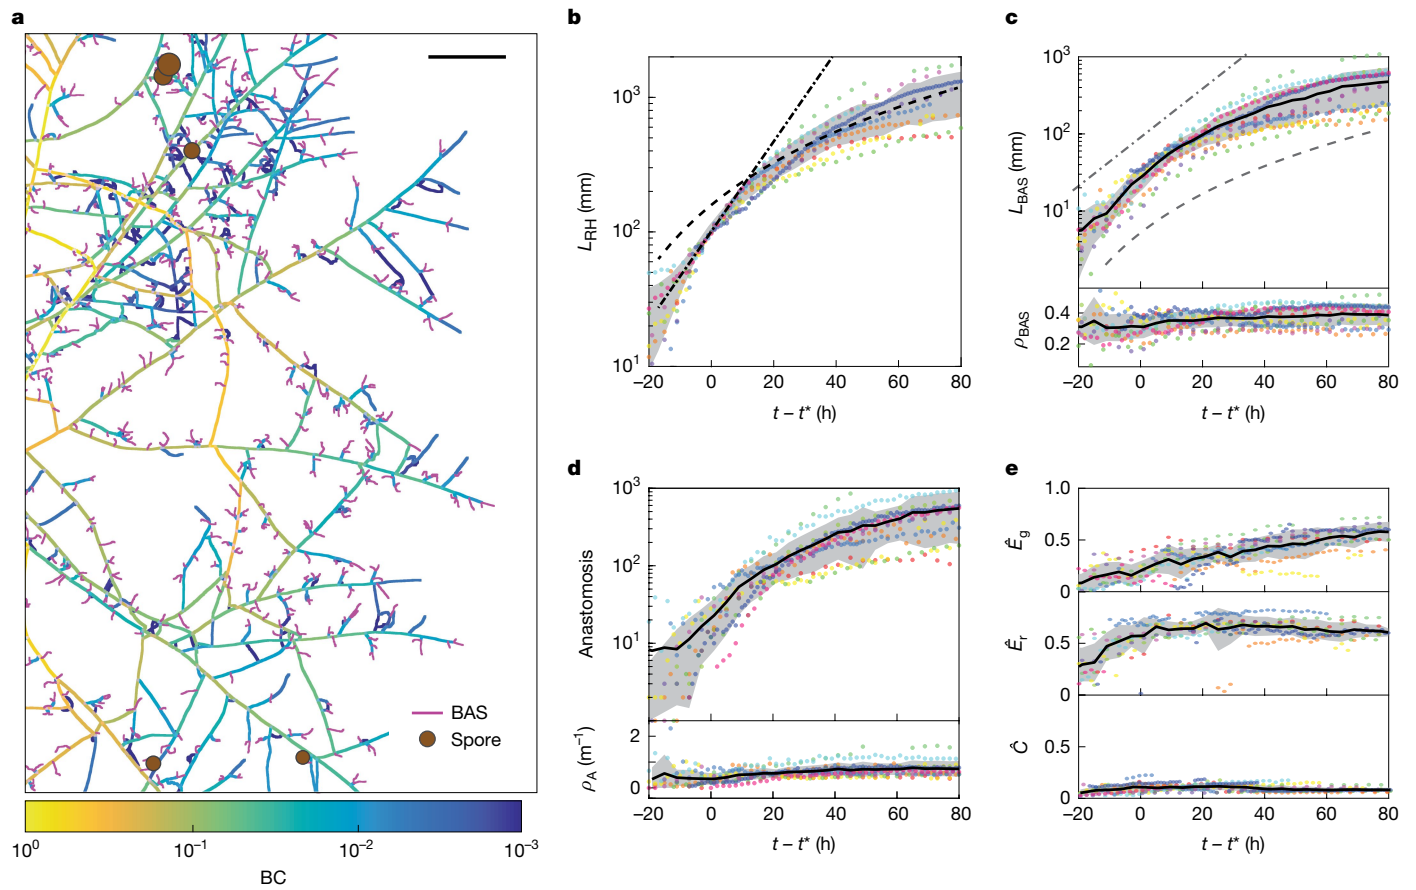 a
BAS
Spore
10⁰
10⁻¹
10⁻²
10⁻³
BC
b
10³
10²
10¹
L_RH (mm)
−20
0
20
40
60
80
t − t* (h)
c
10³
10²
10¹
L_BAS (mm)
0.4
0.2
ρ_BAS
−20
0
20
40
60
80
t − t* (h)
d
10³
10²
10¹
Anastomosis
2
0
ρ_A (m⁻¹)
−20
0
20
40
60
80
t − t* (h)
e
1.0
0.5
0
Ê_g
0.5
0
Ê_r
0.5
0
Ĉ
−20
0
20
40
60
80
t − t* (h)